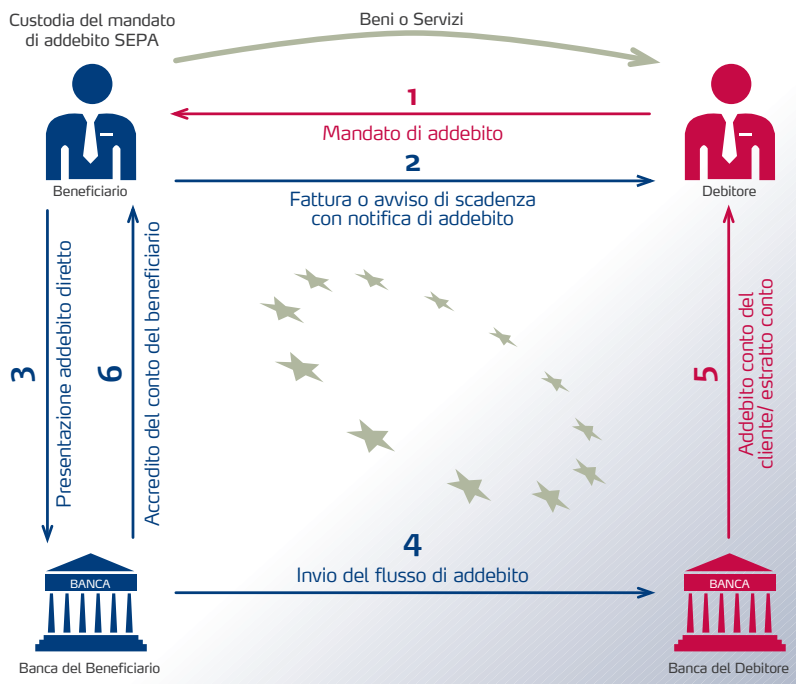 Custodia del mandato
di addebito SEPA
Beni o Servizi
1
Mandato di addebito
2
Beneficiario
Debitore
Fattura o avviso di scadenza
con notifica di addebito
3
Presentazione addebito diretto
6
Accredito del conto del beneficiario
5
Addebito conto del
cliente/ estratto conto
4
Invio del flusso di addebito
BANCA
BANCA
Banca del Beneficiario
Banca del Debitore